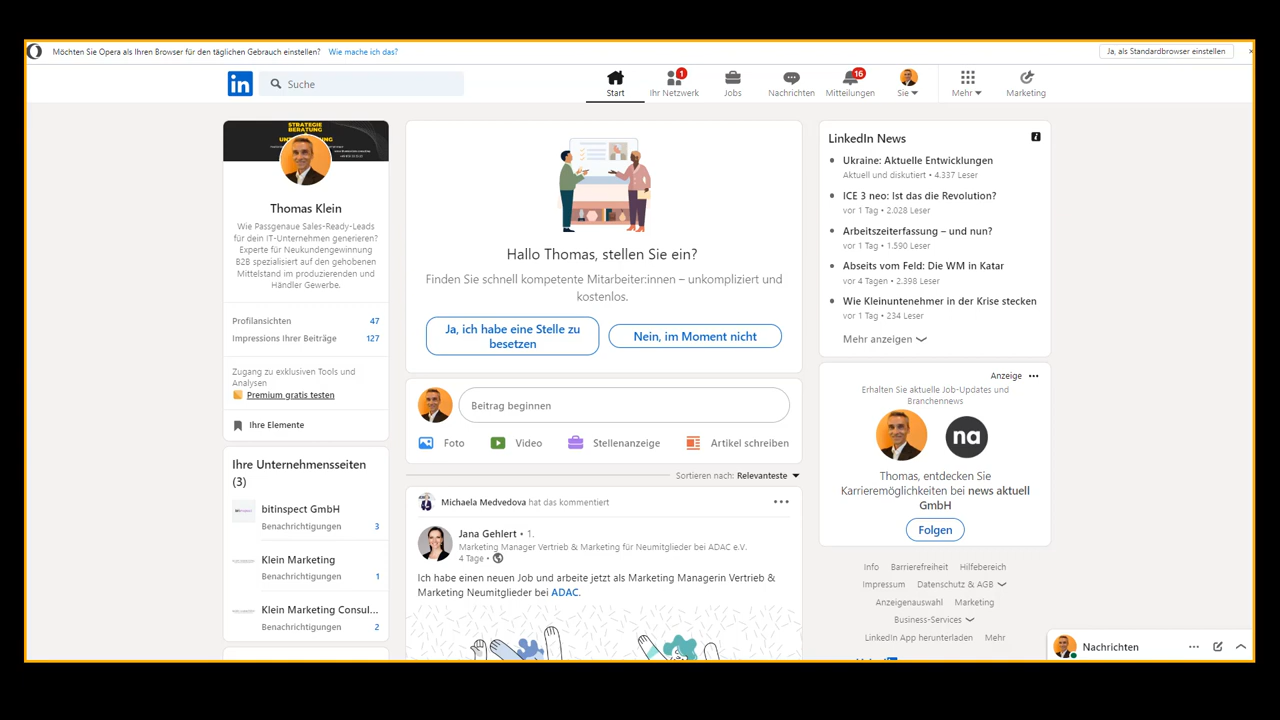 Möchten Sie Opera als Ihren Browser für den täglichen Gebrauch einstellen? Wie mache ich das?
Ja, als Standardbrowser einstellen
in
Suche
Start
1
Ihr Netzwerk
Jobs
Nachrichten
16
Mitteilungen
Sie
Mehr
Marketing
STRATEGIE
BERATUNG
Thomas Klein
Wie Passgenaue Sales-Ready-Leads
für dein IT-Unternehmen generieren?
Experte für Neukundengewinnung
B2B spezialisiert auf den gehobenen
Mittelstand im produzierenden und
Händler Gewerbe.
Profilansichten 47
Impressions Ihrer Beiträge 127
Zugang zu exklusiven Tools und
Analysen
Premium gratis testen
Ihre Elemente
Ihre Unternehmensseiten
(3)
bitinspect GmbH
Benachrichtigungen 3
Klein Marketing
Benachrichtigungen 1
Klein Marketing Consul...
Benachrichtigungen 2
Hallo Thomas, stellen Sie ein?
Finden Sie schnell kompetente Mitarbeiter:innen – unkompliziert und
kostenlos.
Ja, ich habe eine Stelle zu
besetzen
Nein, im Moment nicht
Beitrag beginnen
Foto
Video
Stellenanzeige
Artikel schreiben
Sortieren nach: Relevanteste
Michaela Medvedova hat das kommentiert
Jana Gehlert • 1.
Marketing Manager Vertrieb & Marketing für Neumitglieder bei ADAC e.V.
4 Tage •
Ich habe einen neuen Job und arbeite jetzt als Marketing Managerin Vertrieb &
Marketing Neumitglieder bei ADAC.
LinkedIn News
Ukraine: Aktuelle Entwicklungen
Aktuell und diskutiert • 4.337 Leser
ICE 3 neo: Ist das die Revolution?
vor 1 Tag • 2.028 Leser
Arbeitszeiterfassung – und nun?
vor 1 Tag • 1.590 Leser
Abseits vom Feld: Die WM in Katar
vor 4 Tagen • 2.398 Leser
Wie Kleinuntenehmer in der Krise stecken
vor 1 Tag • 234 Leser
Mehr anzeigen
Anzeige
Erhalten Sie aktuelle Job-Updates und
Branchennews
na
Thomas, entdecken Sie
Karrieremöglichkeiten bei news aktuell
GmbH
Folgen
Info Barrierefreiheit Hilfebereich
Impressum Datenschutz & AGB
Anzeigenauswahl Marketing
Business-Services
LinkedIn App herunterladen Mehr
Nachrichten